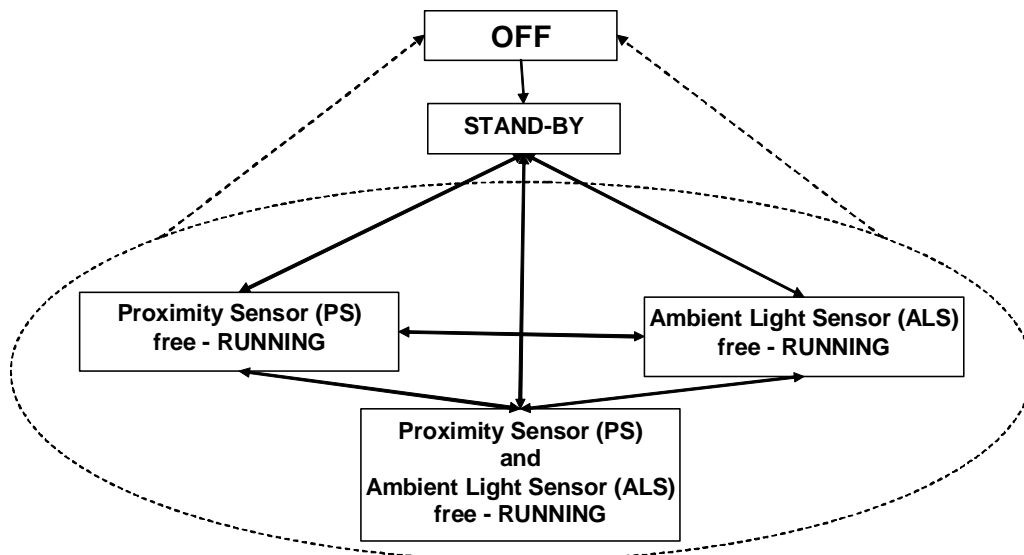 OFF
STAND-BY
Proximity Sensor (PS)
free - RUNNING
Ambient Light Sensor (ALS)
free - RUNNING
Proximity Sensor (PS)
and
Ambient Light Sensor (ALS)
free - RUNNING